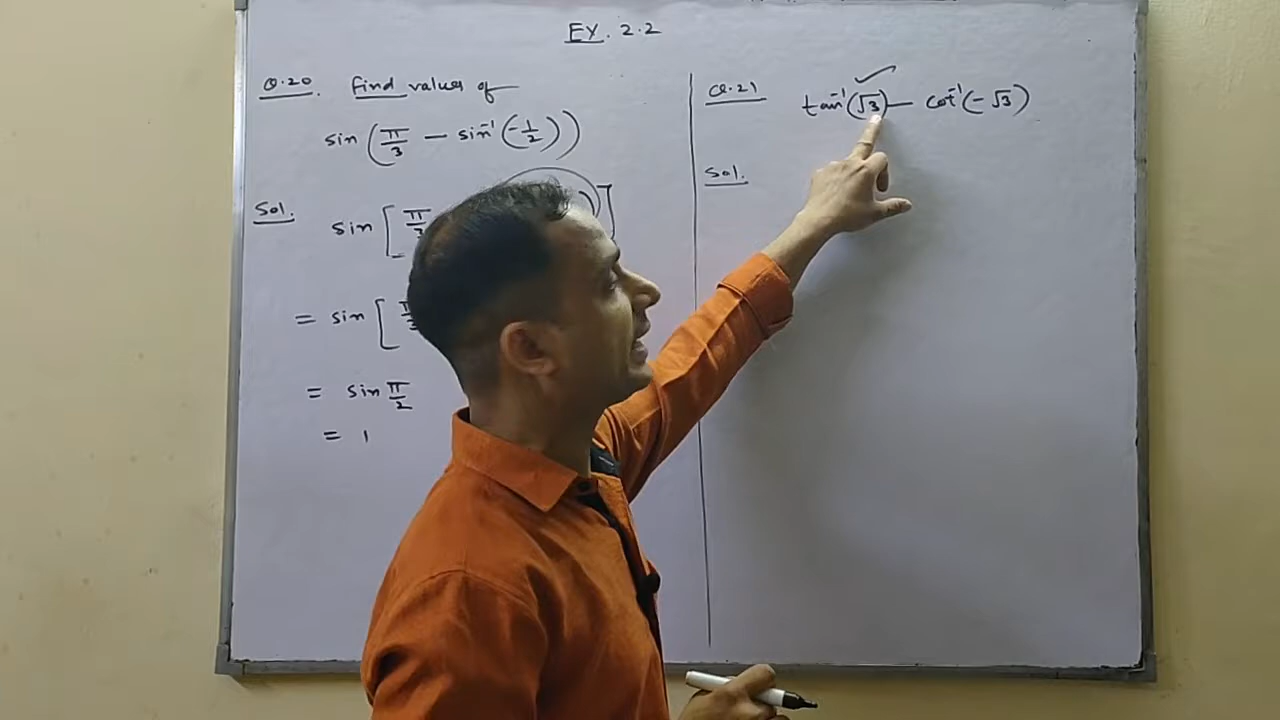 EX. 2.2
Q.20. Find values of
sin(π/3 − sin⁻¹(−1/2))
Sol. sin[π/
= sin[
= sin π/2
= 1
Q.21 tan⁻¹(√3) − cot⁻¹(−√3)
Sol.